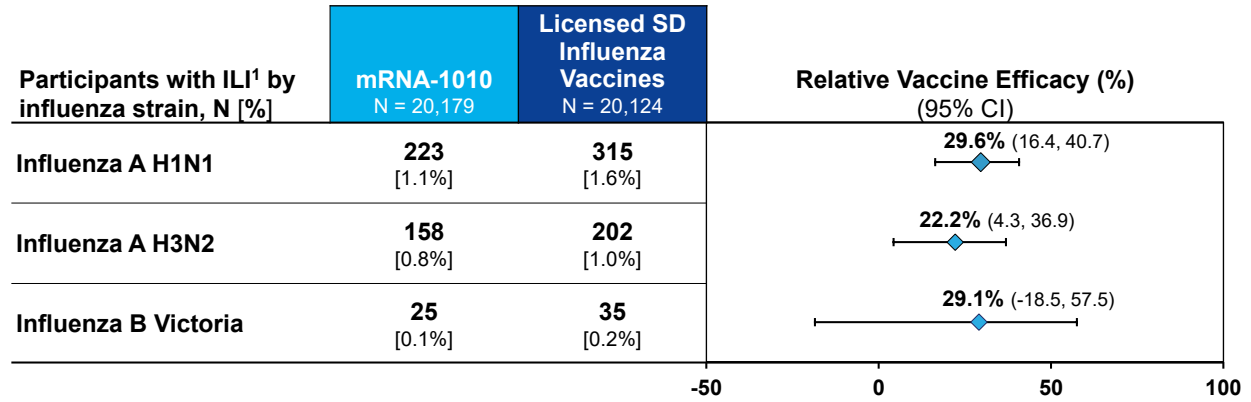 Participants with ILI¹ by
influenza strain, N [%]
mRNA-1010
N = 20,179
Licensed SD
Influenza
Vaccines
N = 20,124
Relative Vaccine Efficacy (%)
(95% CI)
Influenza A H1N1
223
[1.1%]
315
[1.6%]
29.6% (16.4, 40.7)
Influenza A H3N2
158
[0.8%]
202
[1.0%]
22.2% (4.3, 36.9)
Influenza B Victoria
25
[0.1%]
35
[0.2%]
29.1% (-18.5, 57.5)
-50 0 50 100